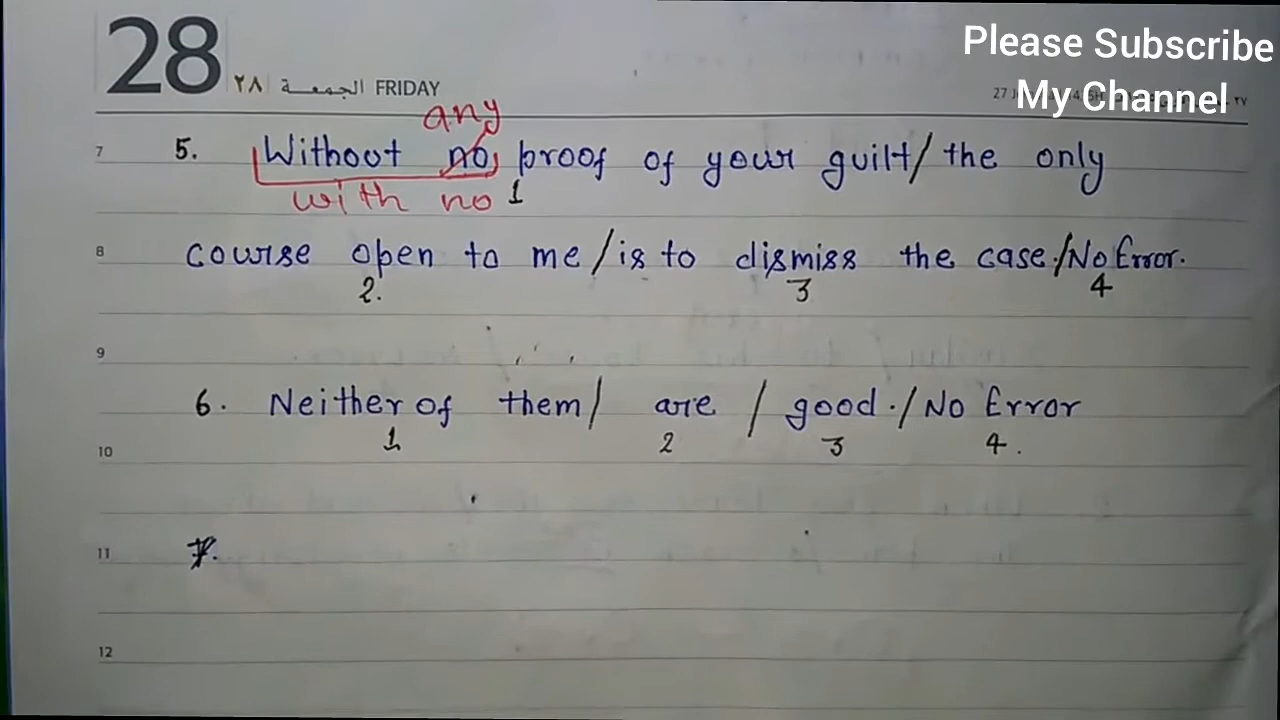 Please Subscribe
My Channel
28 ٢٨ الجمعة FRIDAY
any
7 5. Without no proof of your guilt/ the only
with no 1
8 course open to me /is to dismiss the case./No Error.
2. 3 4
9
6. Neither of them/ are / good./No Error
1 2 3 4.
10
11 7.
12